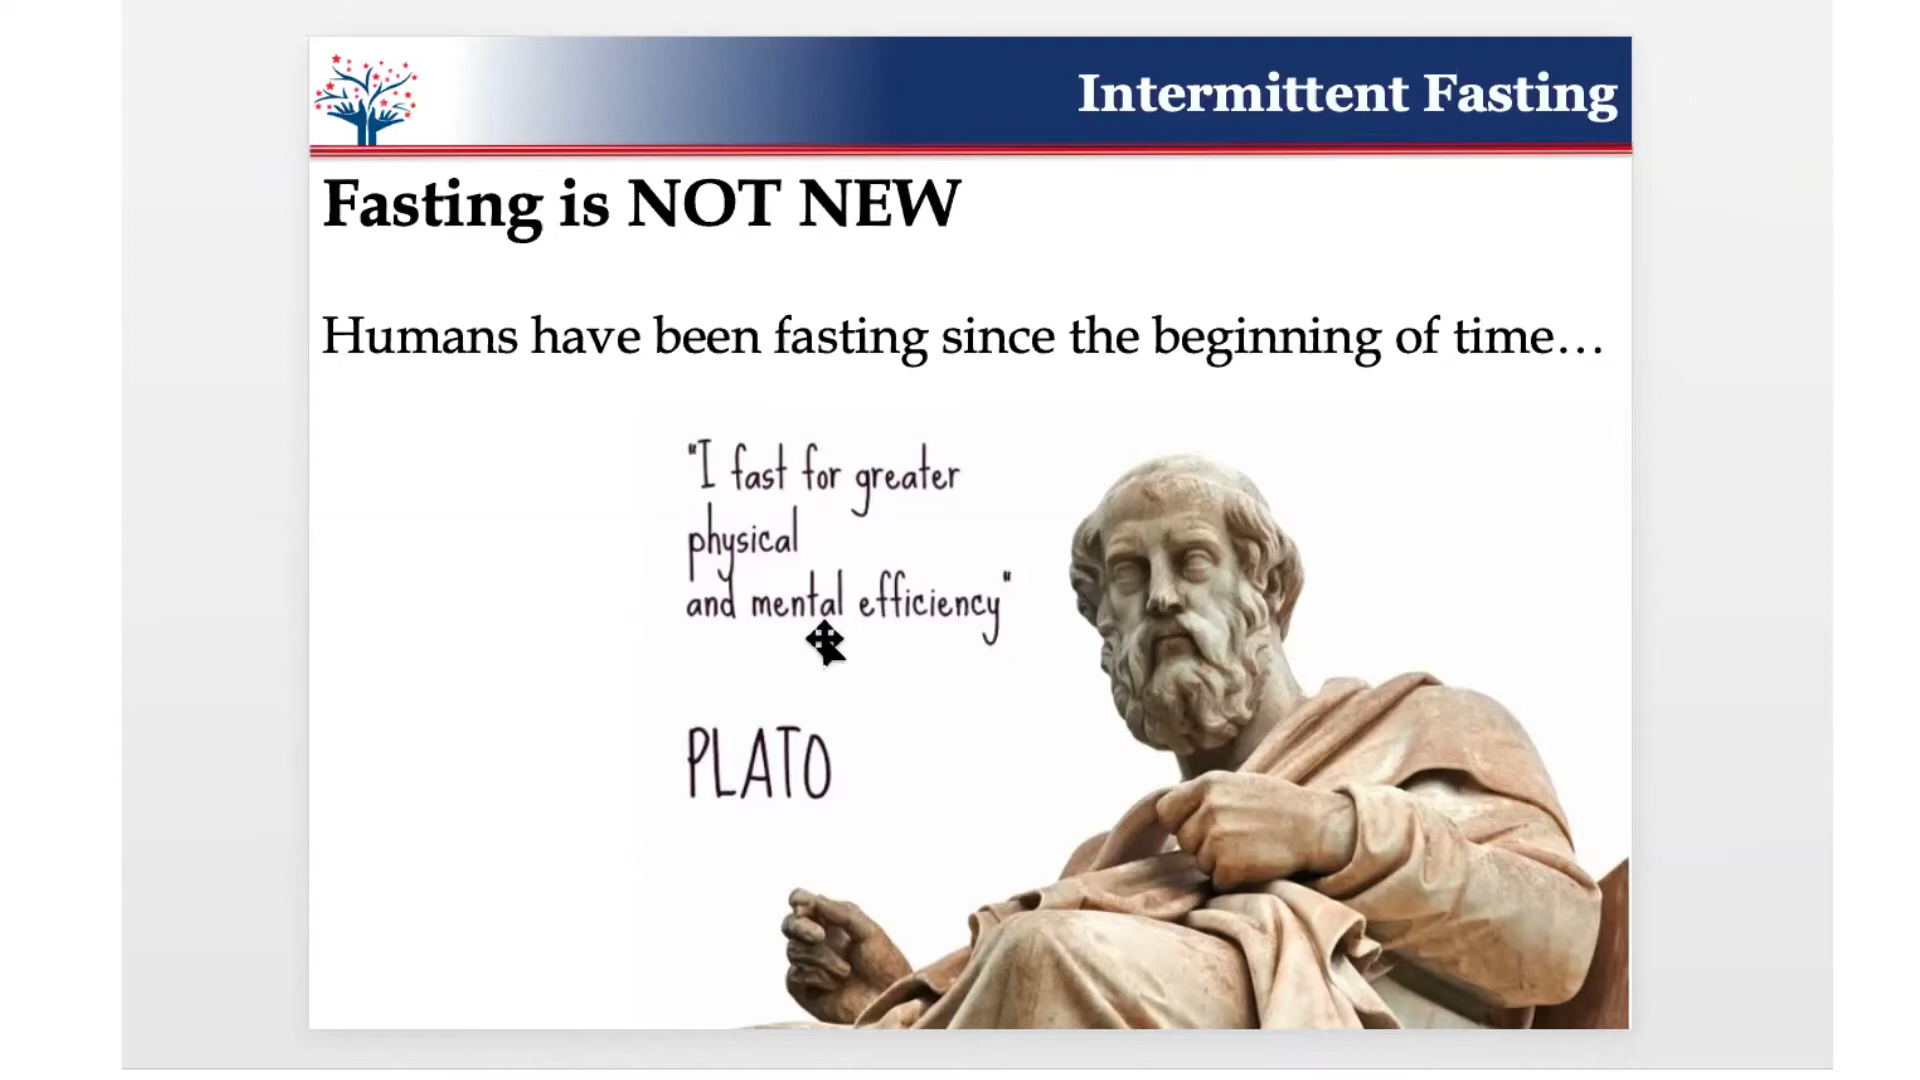 Intermittent Fasting
Fasting is NOT NEW
Humans have been fasting since the beginning of time…
"I fast for greater
physical
and mental efficiency"
PLATO